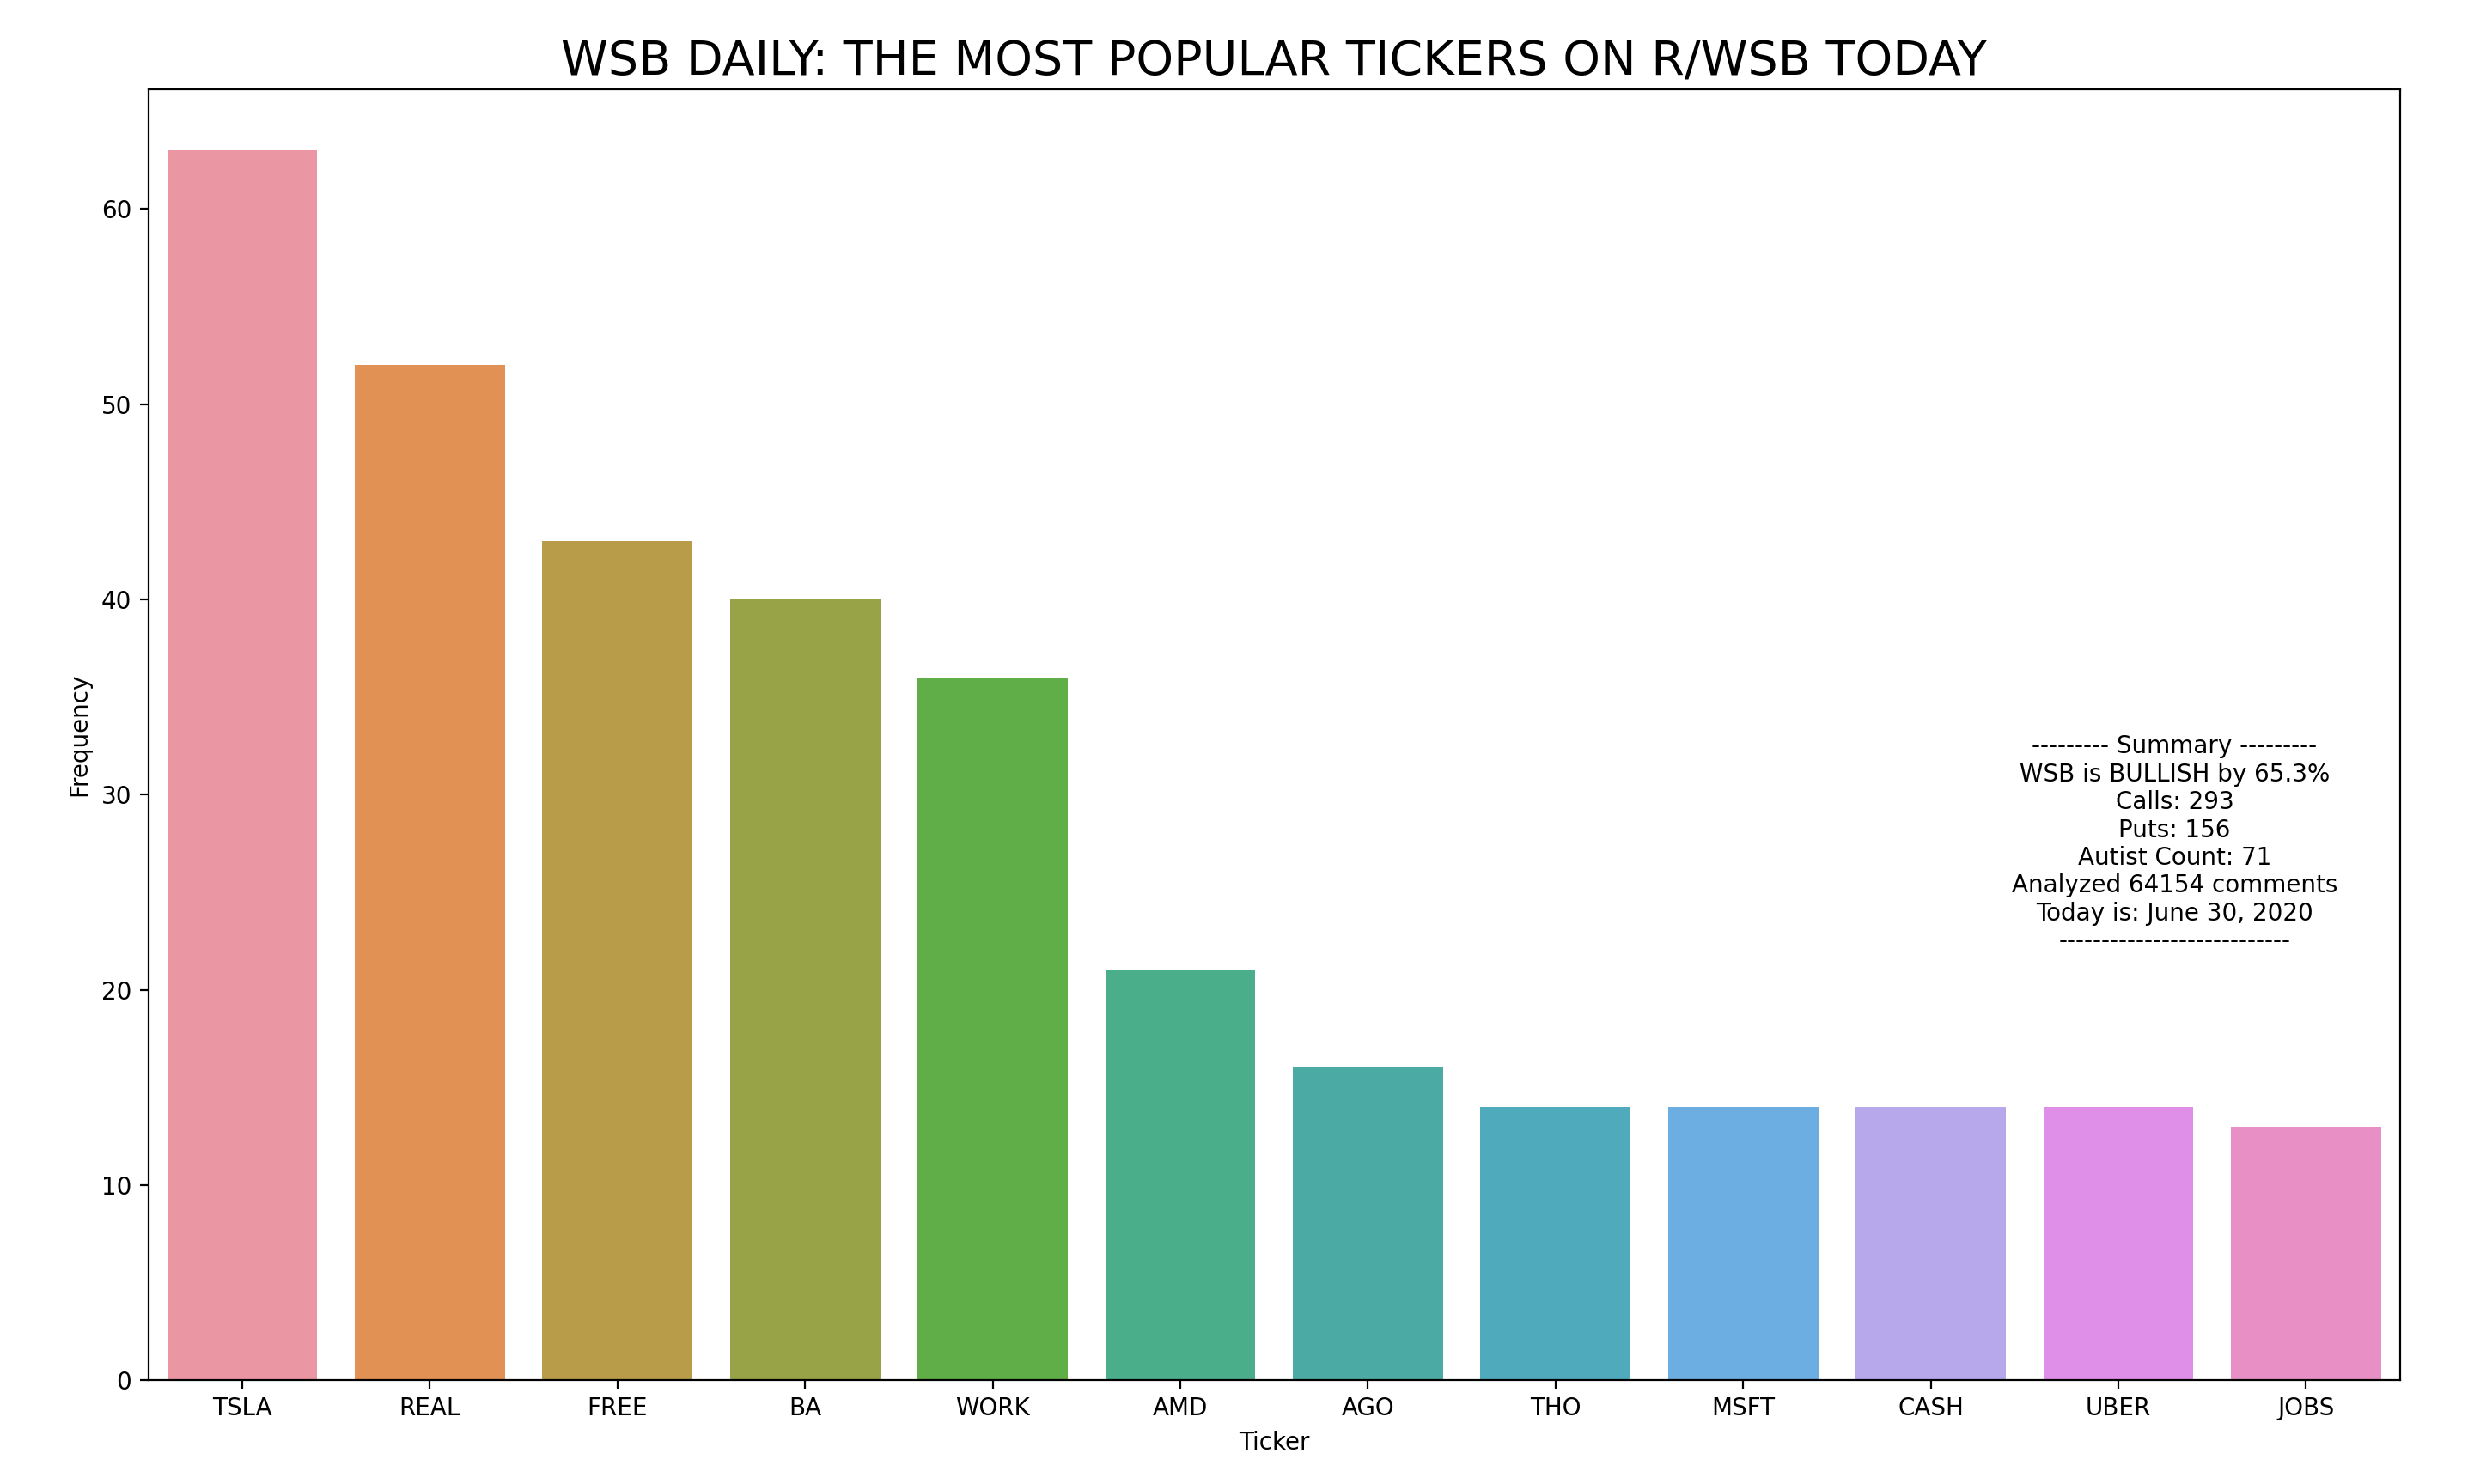 WSB DAILY: THE MOST POPULAR TICKERS ON R/WSB TODAY
60
50
40
30
20
10
0
Frequency
--------- Summary ---------
WSB is BULLISH by 65.3%
Calls: 293
Puts: 156
Autist Count: 71
Analyzed 64154 comments
Today is: June 30, 2020
---------------------------
TSLA REAL FREE BA WORK AMD AGO THO MSFT CASH UBER JOBS
Ticker